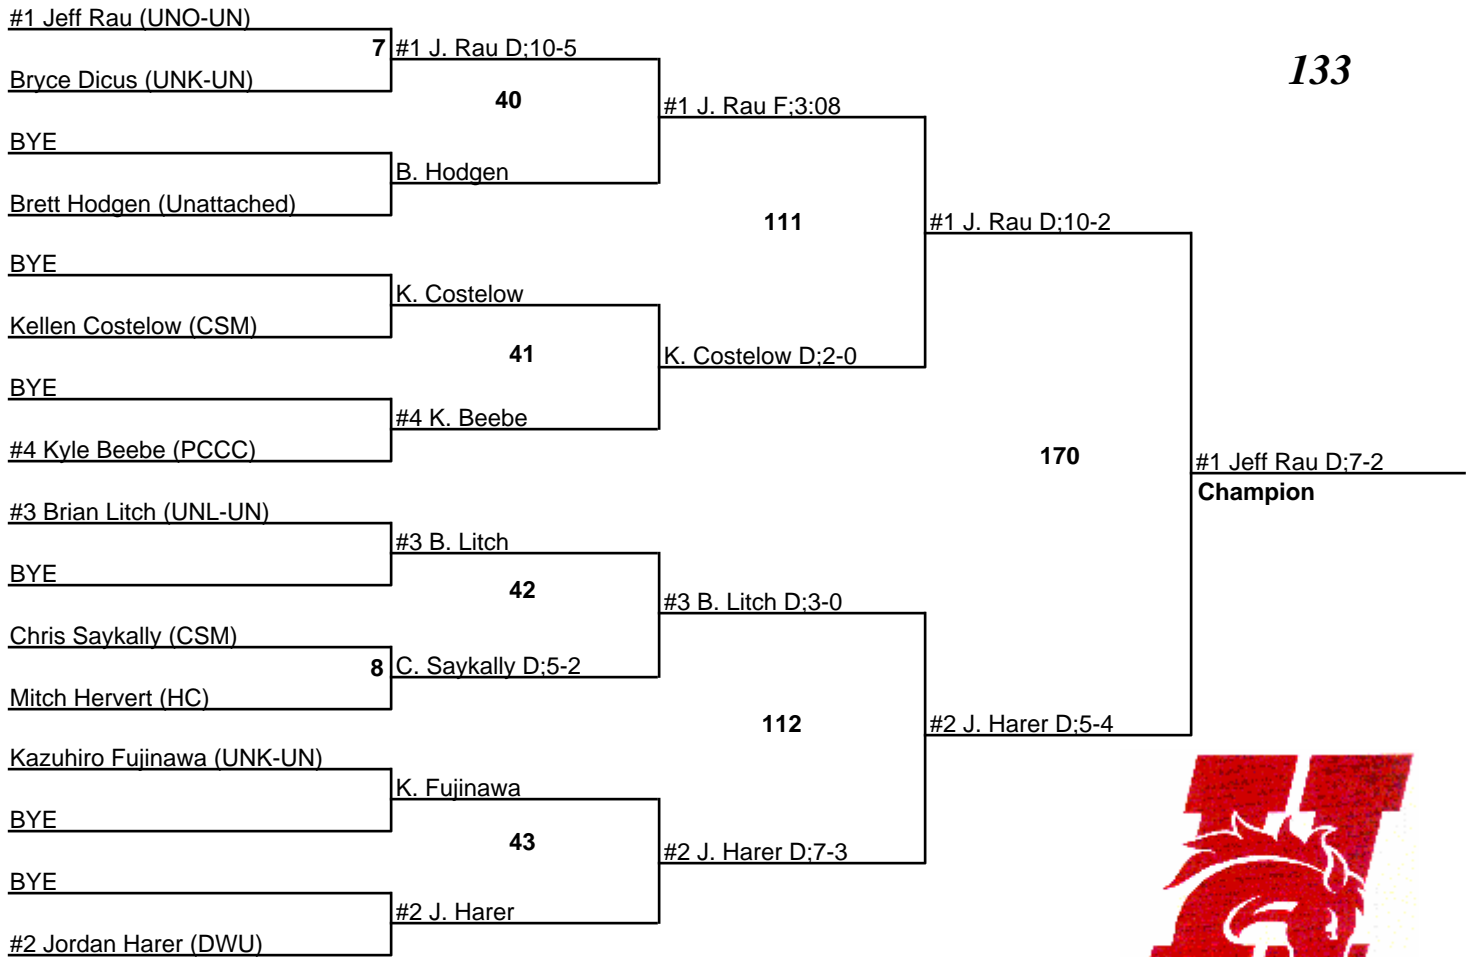 #1 Jeff Rau (UNO-UN)
7 #1 J. Rau D;10-5
133
Bryce Dicus (UNK-UN)
40
#1 J. Rau F;3:08
BYE
B. Hodgen
Brett Hodgen (Unattached)
111
#1 J. Rau D;10-2
BYE
K. Costelow
Kellen Costelow (CSM)
41
K. Costelow D;2-0
BYE
#4 K. Beebe
#4 Kyle Beebe (PCCC)
170
#1 Jeff Rau D;7-2
Champion
#3 Brian Litch (UNL-UN)
#3 B. Litch
BYE
42
#3 B. Litch D;3-0
Chris Saykally (CSM)
8 C. Saykally D;5-2
Mitch Hervert (HC)
112
#2 J. Harer D;5-4
Kazuhiro Fujinawa (UNK-UN)
K. Fujinawa
BYE
43
#2 J. Harer D;7-3
BYE
#2 J. Harer
#2 Jordan Harer (DWU)